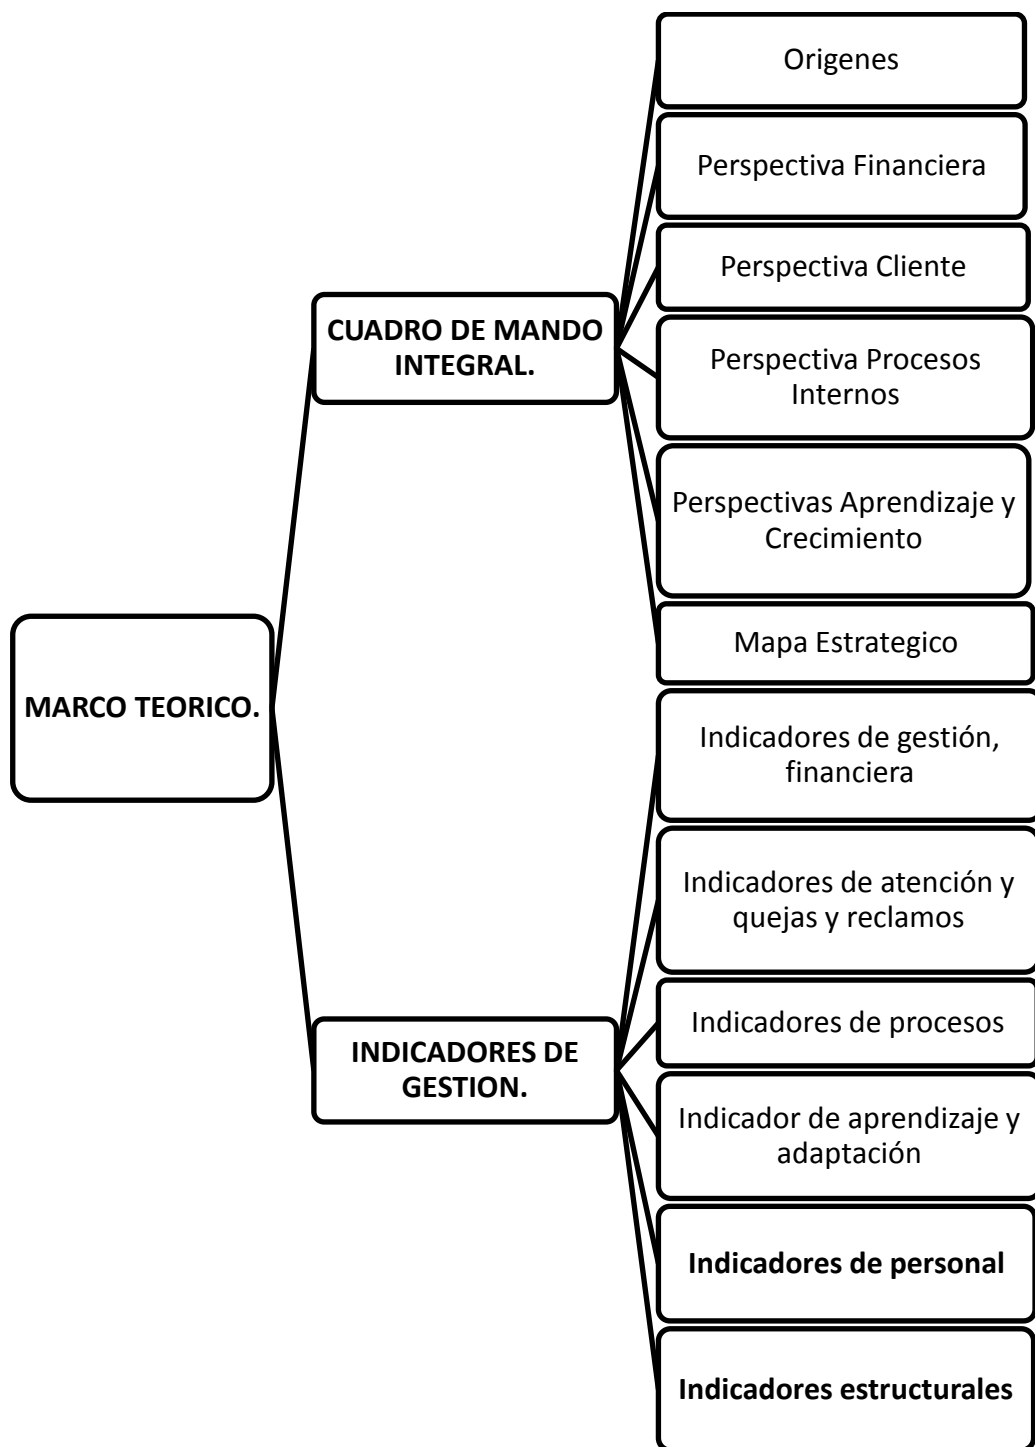 MARCO TEORICO.
CUADRO DE MANDO
INTEGRAL.
Origenes
Perspectiva Financiera
Perspectiva Cliente
Perspectiva Procesos
Internos
Perspectivas Aprendizaje y
Crecimiento
Mapa Estrategico
INDICADORES DE
GESTION.
Indicadores de gestión,
financiera
Indicadores de atención y
quejas y reclamos
Indicadores de procesos
Indicador de aprendizaje y
adaptación
Indicadores de personal
Indicadores estructurales